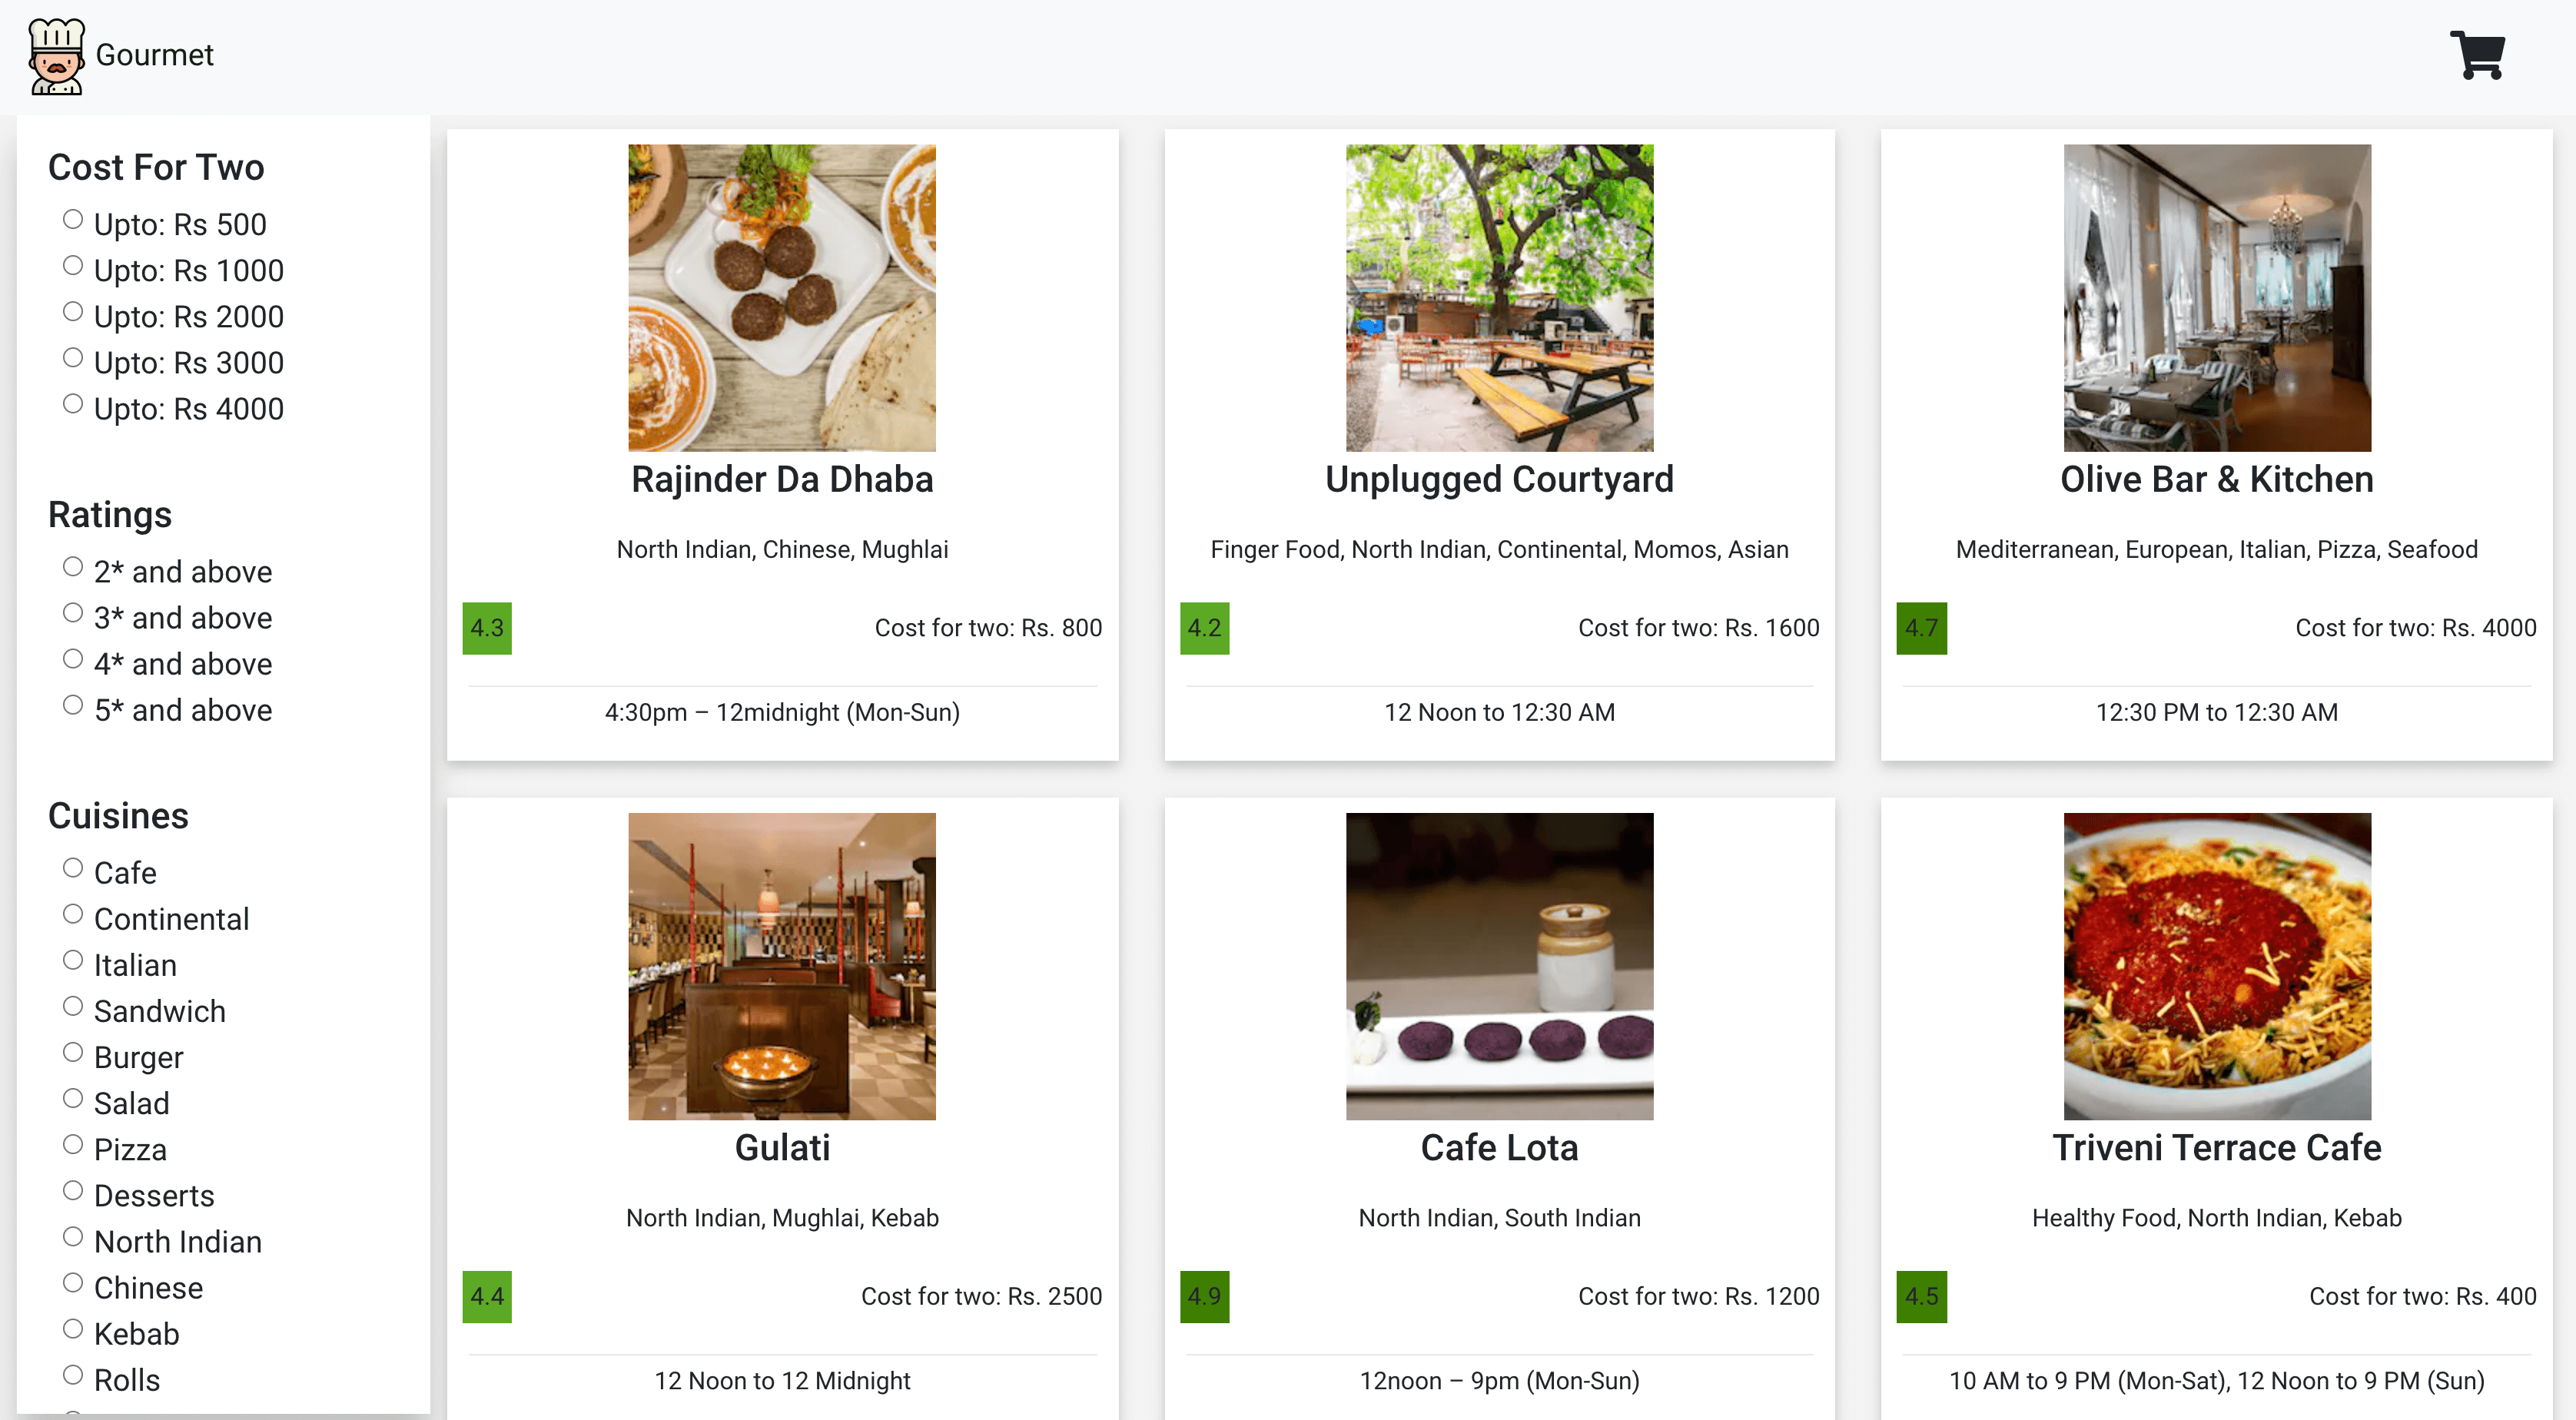 Gourmet
Cost For Two
Upto: Rs 500
Upto: Rs 1000
Upto: Rs 2000
Upto: Rs 3000
Upto: Rs 4000
Ratings
2* and above
3* and above
4* and above
5* and above
Cuisines
Cafe
Continental
Italian
Sandwich
Burger
Salad
Pizza
Desserts
North Indian
Chinese
Kebab
Rolls
Rajinder Da Dhaba
North Indian, Chinese, Mughlai
4.3 Cost for two: Rs. 800
4:30pm – 12midnight (Mon-Sun)
Unplugged Courtyard
Finger Food, North Indian, Continental, Momos, Asian
4.2 Cost for two: Rs. 1600
12 Noon to 12:30 AM
Olive Bar & Kitchen
Mediterranean, European, Italian, Pizza, Seafood
4.7 Cost for two: Rs. 4000
12:30 PM to 12:30 AM
Gulati
North Indian, Mughlai, Kebab
4.4 Cost for two: Rs. 2500
12 Noon to 12 Midnight
Cafe Lota
North Indian, South Indian
4.9 Cost for two: Rs. 1200
12noon – 9pm (Mon-Sun)
Triveni Terrace Cafe
Healthy Food, North Indian, Kebab
4.5 Cost for two: Rs. 400
10 AM to 9 PM (Mon-Sat), 12 Noon to 9 PM (Sun)